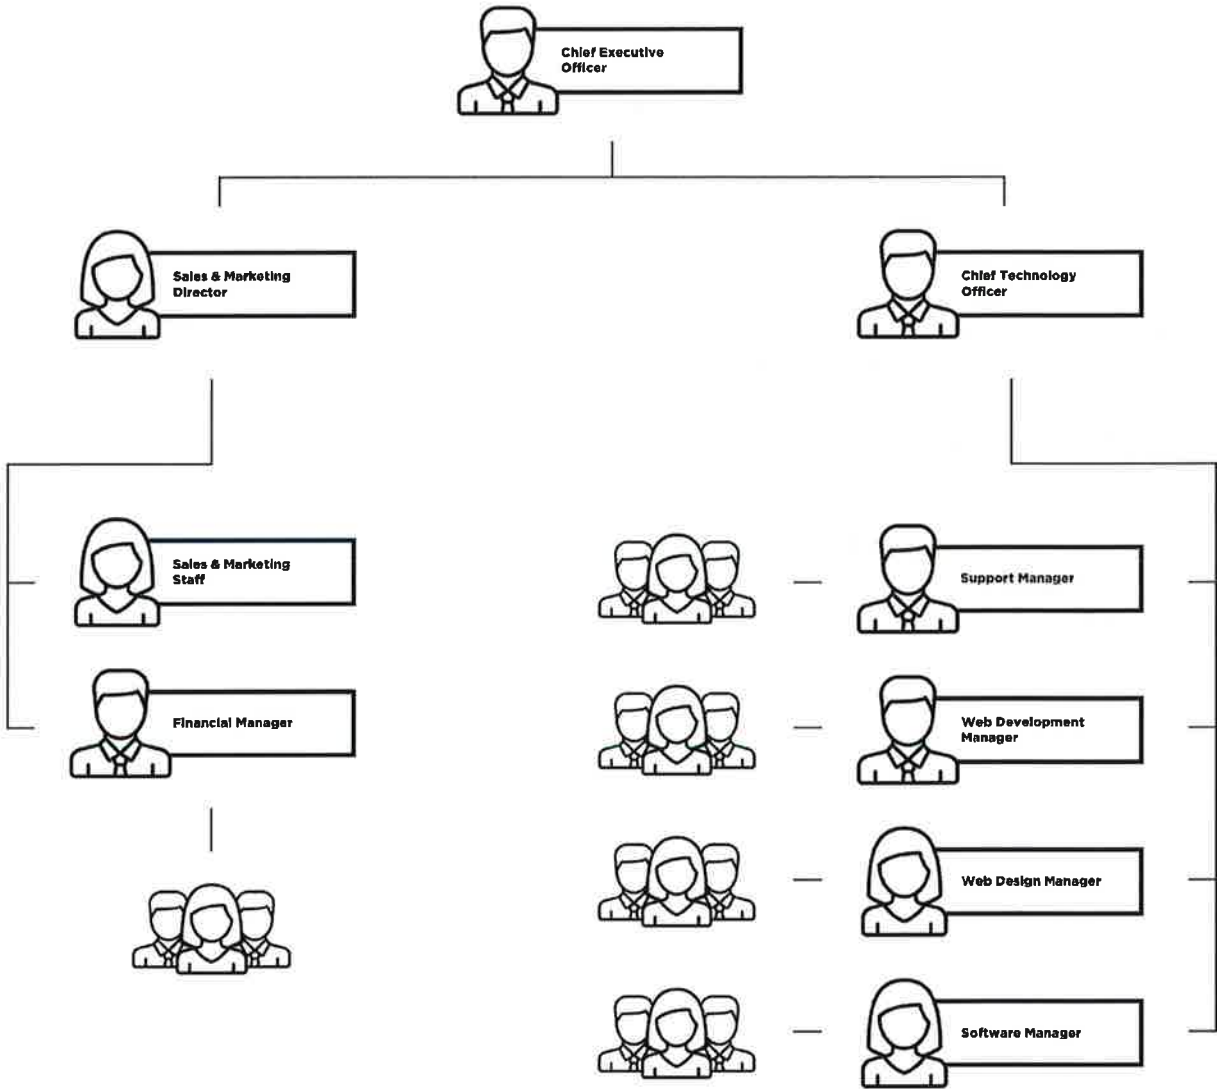 Chief Executive
Officer
Sales & Marketing
Director
Chief Technology
Officer
Sales & Marketing
Staff
Support Manager
Financial Manager
Web Development
Manager
Web Design Manager
Software Manager